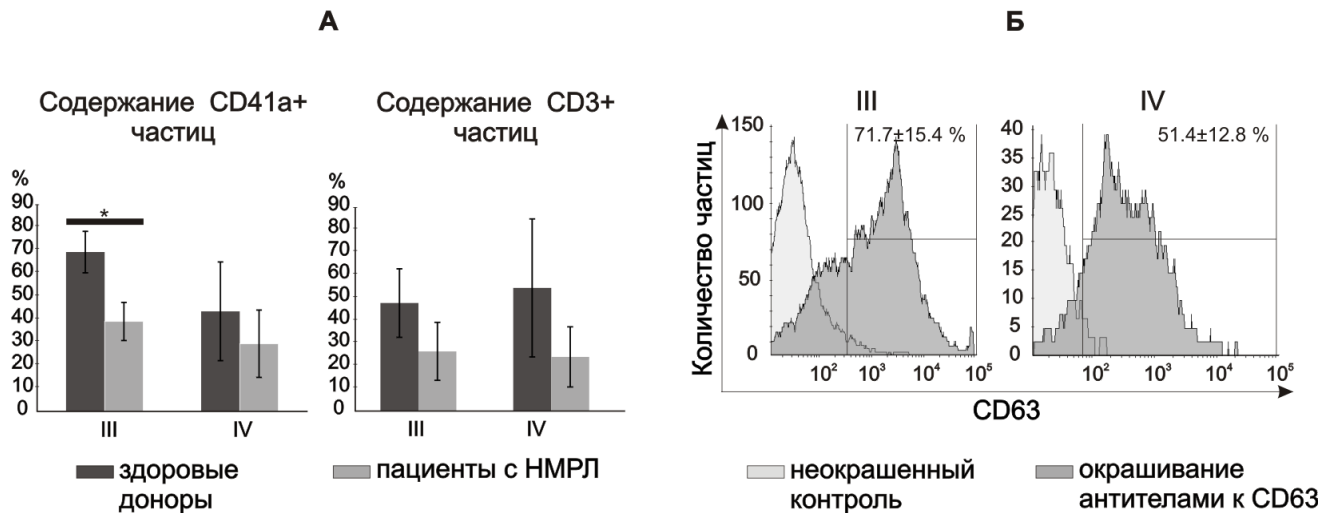 А
Содержание CD41a+
частиц
Содержание CD3+
частиц
%
90
80
70
60
50
40
30
20
10
0
*
III
IV
%
90
80
70
60
50
40
30
20
10
0
III
IV
здоровые
доноры
пациенты с НМРЛ
Б
III
IV
Количество частиц
150
100
50
0
71.7±15.4 %
10² 10³ 10⁴ 10⁵
40
35
30
25
20
15
10
5
0
51.4±12.8 %
10² 10³ 10⁴ 10⁵
CD63
неокрашенный
контроль
окрашивание
антителами к CD63